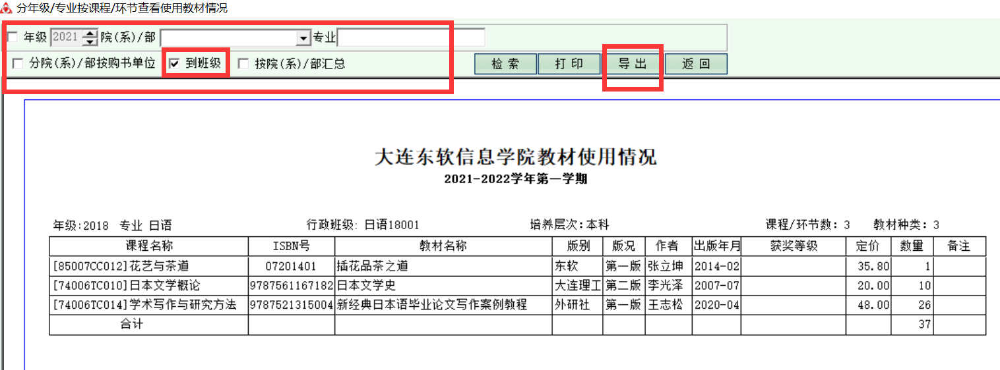 分年级/专业按课程/环节查看使用教材情况
年级 2021 院(系)/部 专业
分院(系)/部按购书单位 到班级 按院(系)/部汇总 检索 打印 导出 返回
大连东软信息学院教材使用情况
2021-2022学年第一学期
年级:2018 专业 日语 行政班级: 日语18001 培养层次:本科 课程/环节数: 3 教材种类: 3
课程名称 ISBN号 教材名称 版别 版况 作者 出版年月 获奖等级 定价 数量 备注
[85007CC012]花艺与茶道 07201401 插花品茶之道 东软 第一版 张立坤 2014-02 35.80 1
[74006TC010]日本文学概论 9787561167182 日本文学史 大连理工 第二版 李光泽 2007-07 20.00 10
[74006TC014]学术写作与研究方法 9787521315004 新经典日本语毕业论文写作案例教程 外研社 第一版 王志松 2020-04 48.00 26
合计 37